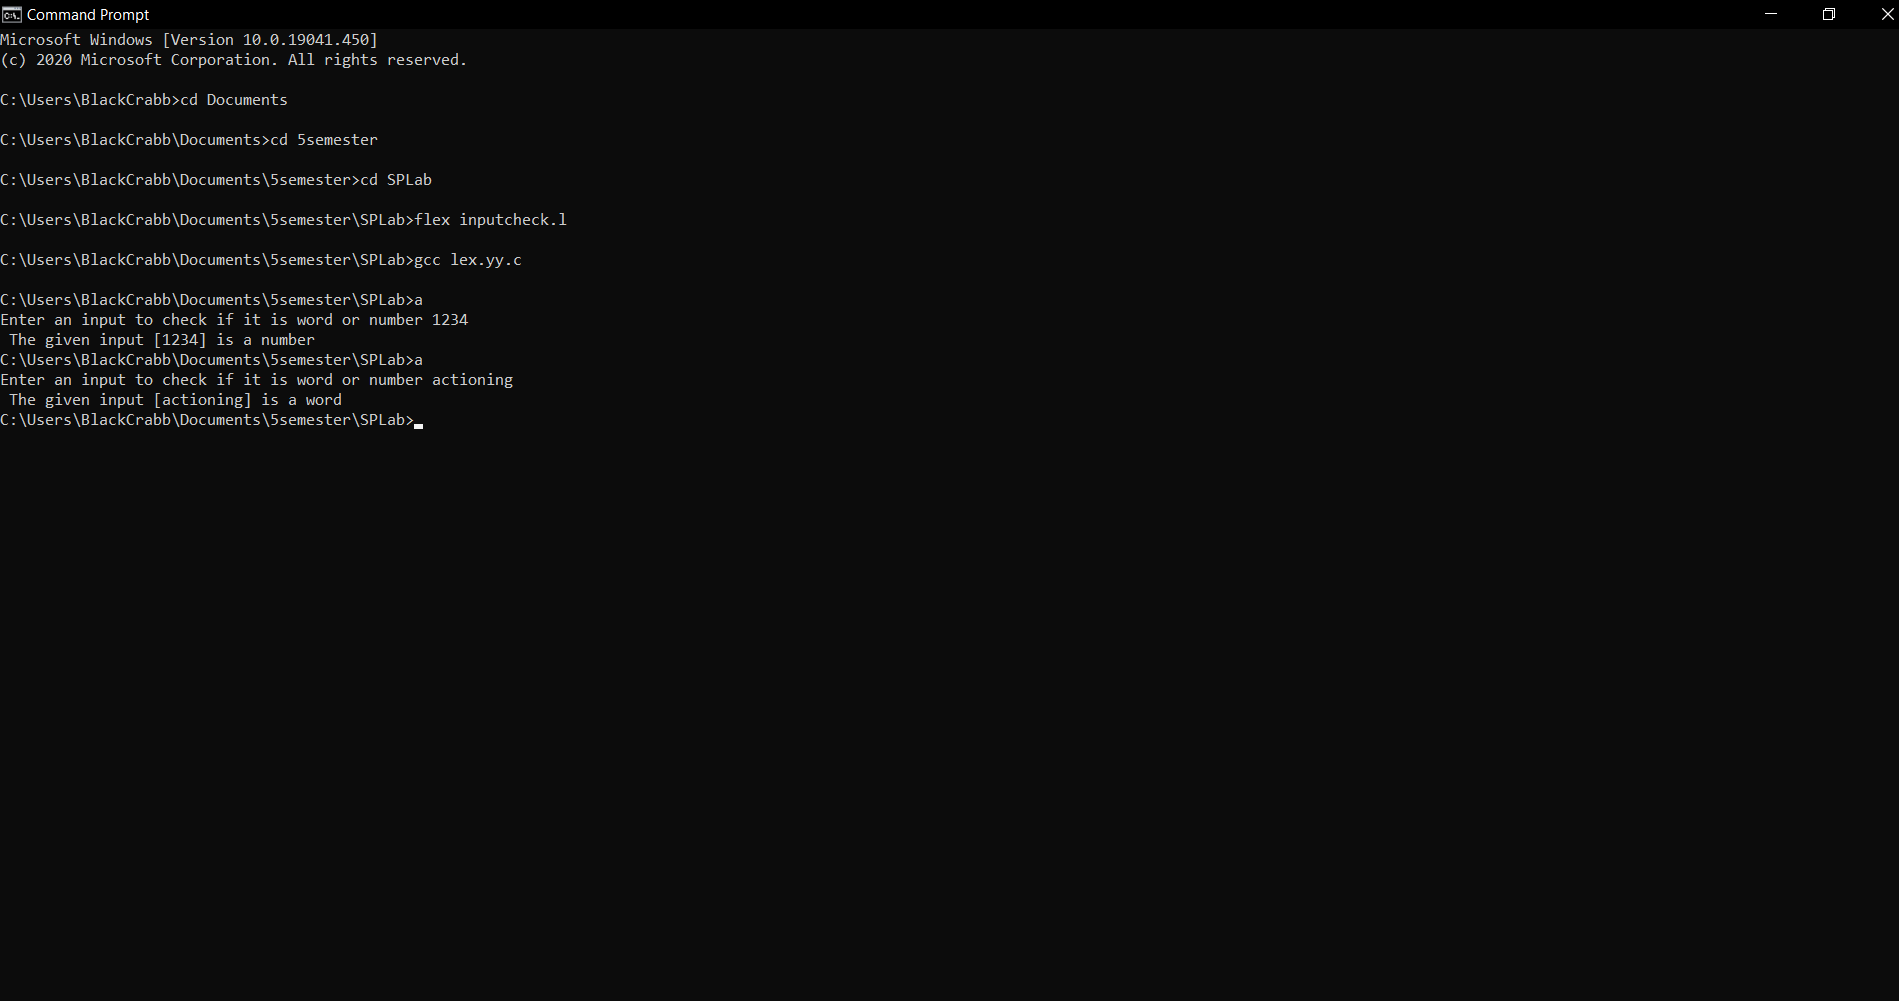 Command Prompt
Microsoft Windows [Version 10.0.19041.450]
(c) 2020 Microsoft Corporation. All rights reserved.
C:\Users\BlackCrabb>cd Documents
C:\Users\BlackCrabb\Documents>cd 5semester
C:\Users\BlackCrabb\Documents\5semester>cd SPLab
C:\Users\BlackCrabb\Documents\5semester\SPLab>flex inputcheck.l
C:\Users\BlackCrabb\Documents\5semester\SPLab>gcc lex.yy.c
C:\Users\BlackCrabb\Documents\5semester\SPLab>a
Enter an input to check if it is word or number 1234
The given input [1234] is a number
C:\Users\BlackCrabb\Documents\5semester\SPLab>a
Enter an input to check if it is word or number actioning
The given input [actioning] is a word
C:\Users\BlackCrabb\Documents\5semester\SPLab>